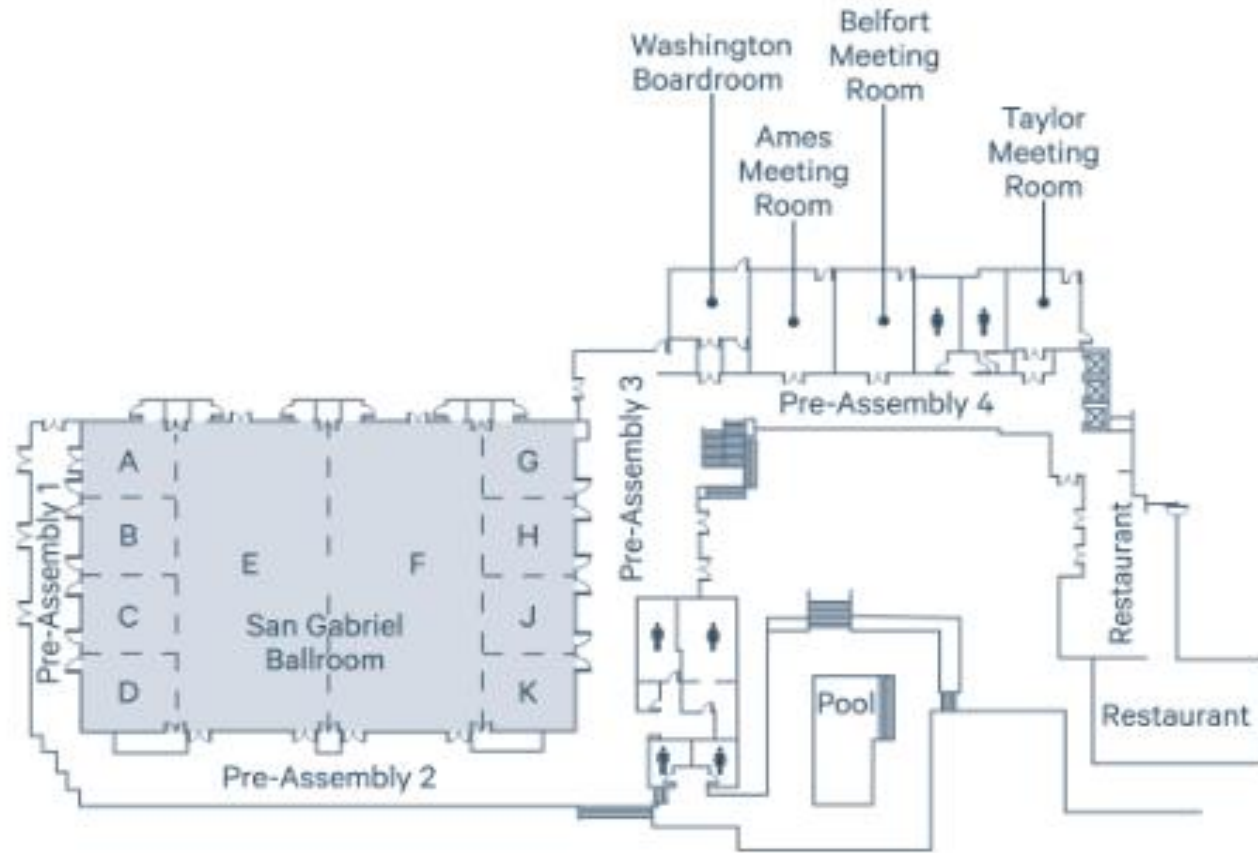 Washington
Boardroom
Belfort
Meeting
Room
Ames
Meeting
Room
Taylor
Meeting
Room
Pre-Assembly 1
Pre-Assembly 2
Pre-Assembly 3
Pre-Assembly 4
A
B
C
D
E
F
San Gabriel
Ballroom
G
H
J
K
Pool
Restaurant
Restaurant